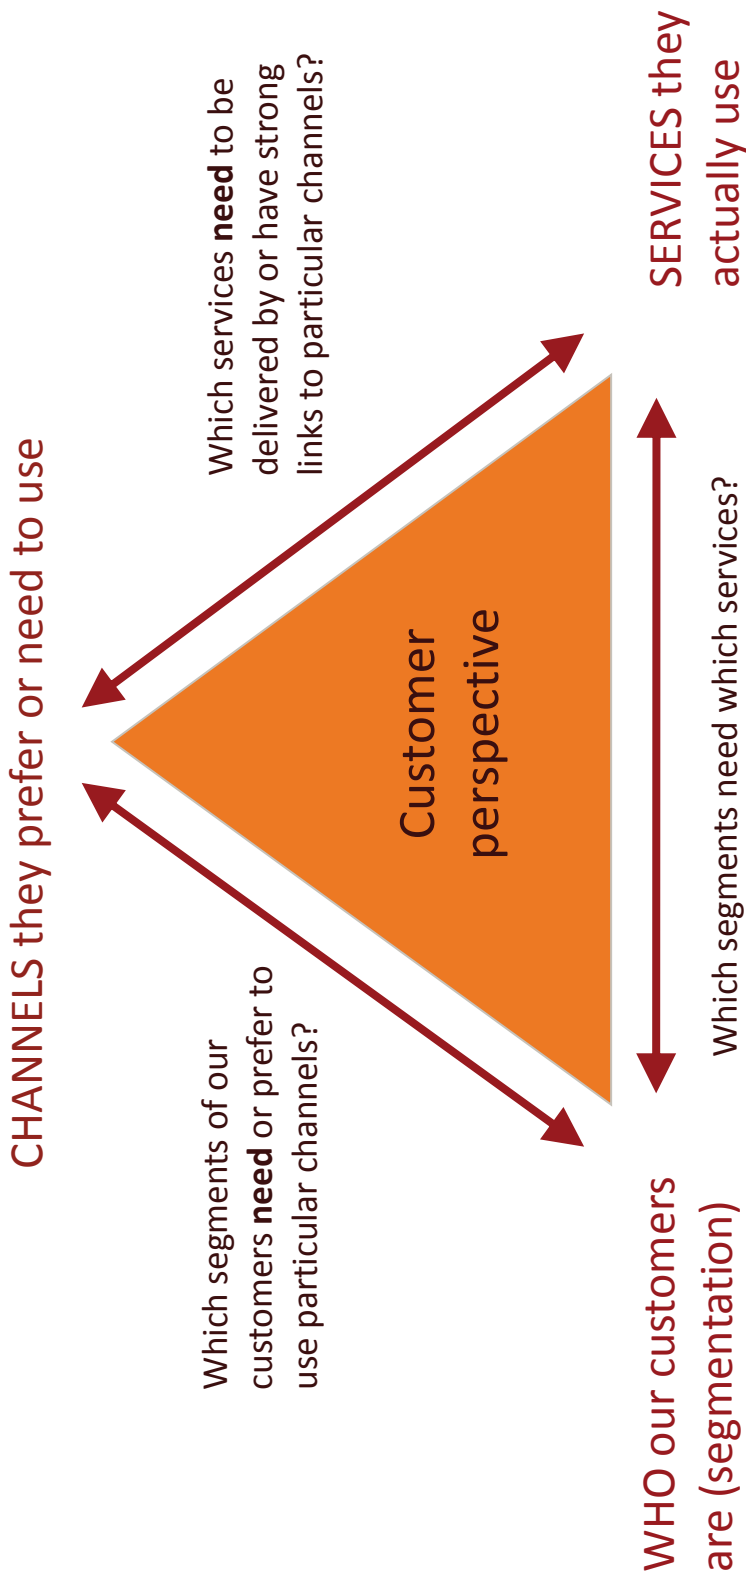 CHANNELS they prefer or need to use
Which segments of our
customers need or prefer to
use particular channels?
Which services need to be
delivered by or have strong
links to particular channels?
Customer
perspective
WHO our customers
are (segmentation)
Which segments need which services?
SERVICES they
actually use